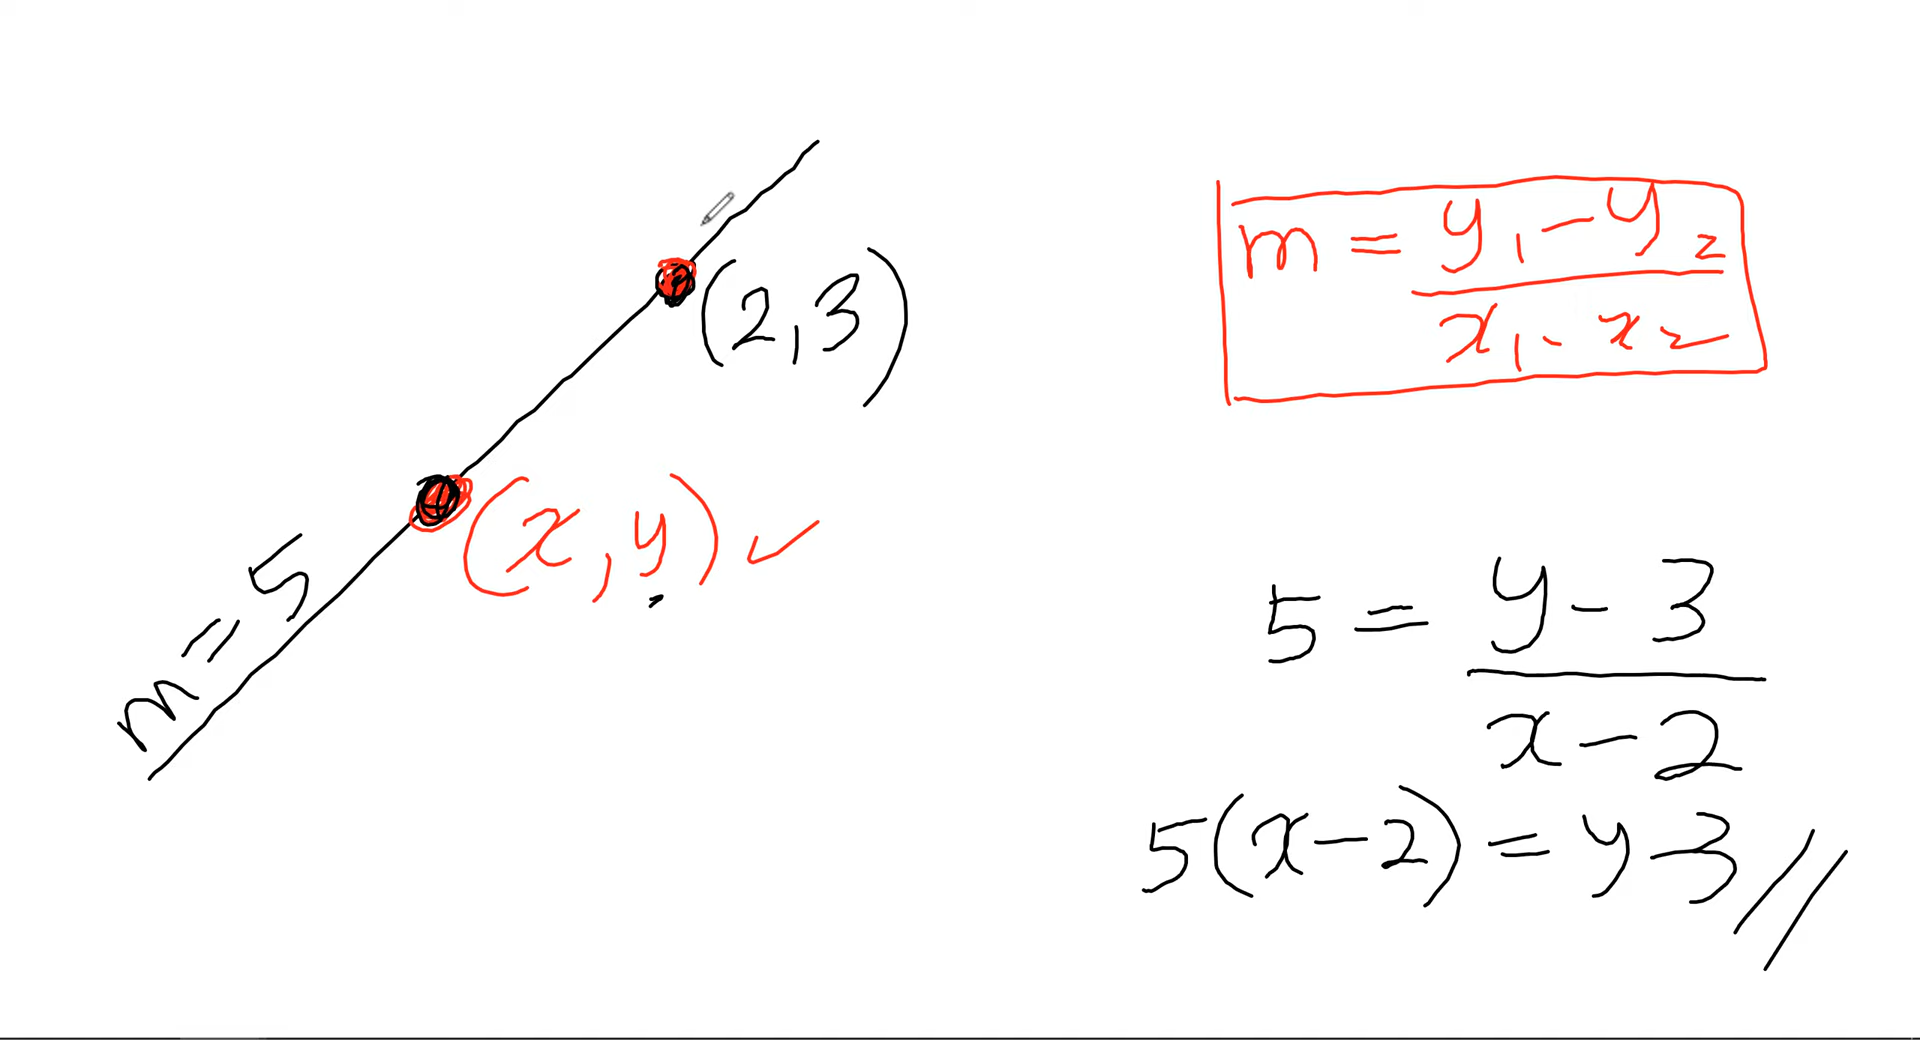 (2,3)
(x,y)✓
m=5
m = y₁-y₂ / x₁-x₂
5 = y-3 / x-2
5(x-2) = y-3//